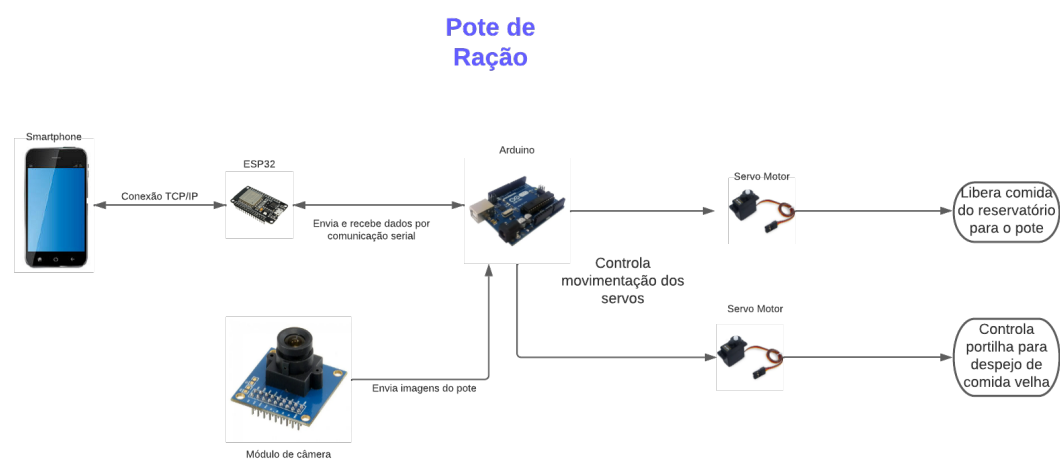 Pote de
Ração
Smartphone
ESP32
Arduino
Servo Motor
Conexão TCP/IP
Envia e recebe dados por
comunicação serial
Libera comida
do reservatório
para o pote
Controla
movimentação dos
servos
Servo Motor
Controla
portilha para
despejo de
comida velha
Envia imagens do pote
Módulo de câmera